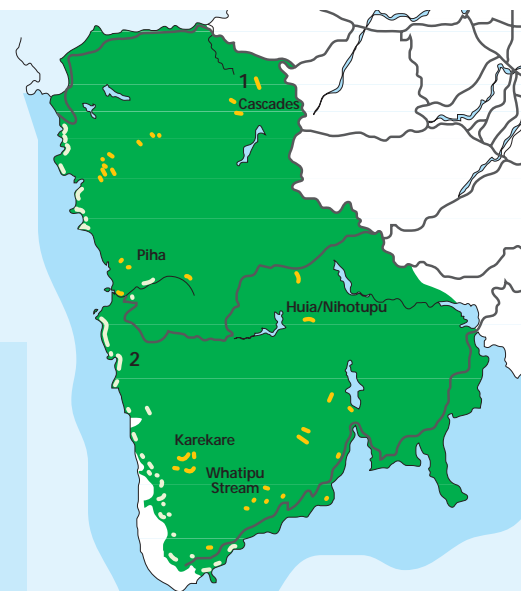 1
Cascades
Piha
Huia/Nihotupu
2
Karekare
Whatipu
Stream